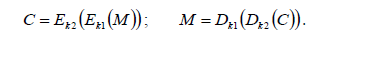 C = E_{k2}(E_{k1}(M)); M = D_{k1}(D_{k2}(C)).